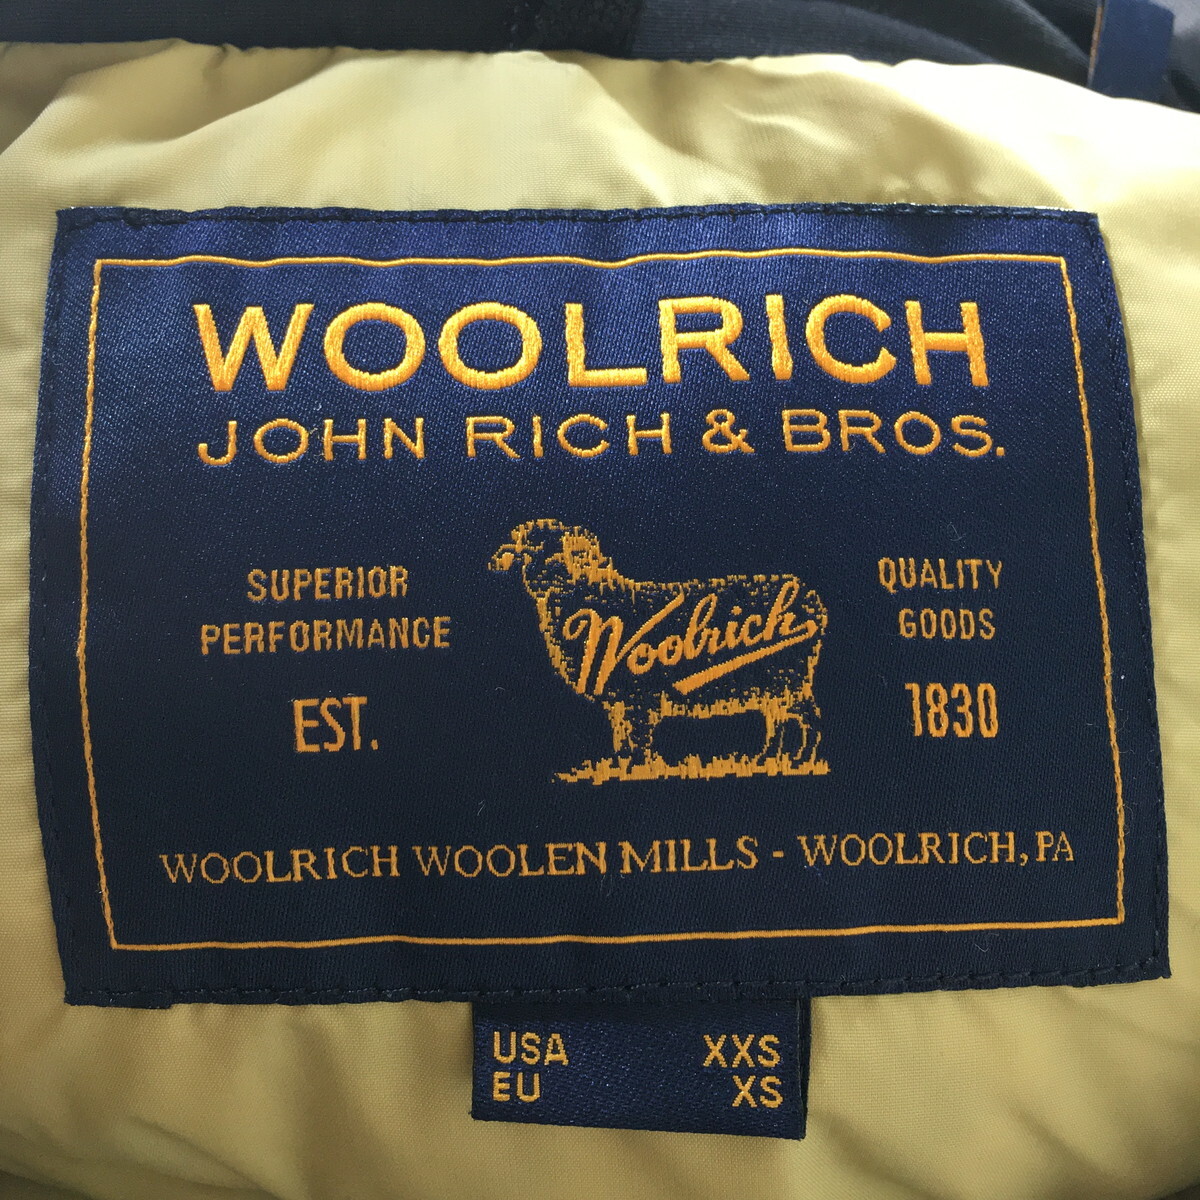 WOOLRICH
JOHN RICH & BROS.
SUPERIOR
PERFORMANCE
EST.
Woolrich
QUALITY
GOODS
1830
WOOLRICH WOOLEN MILLS - WOOLRICH, PA
USA XXS
EU XS